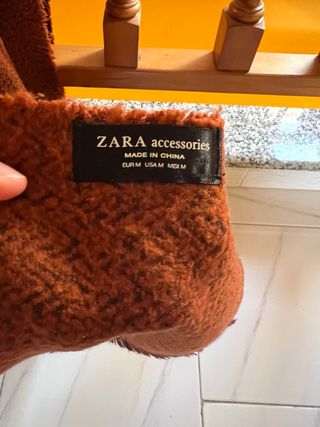 ZARA accessories
MADE IN CHINA
EUR M USA M MEX M